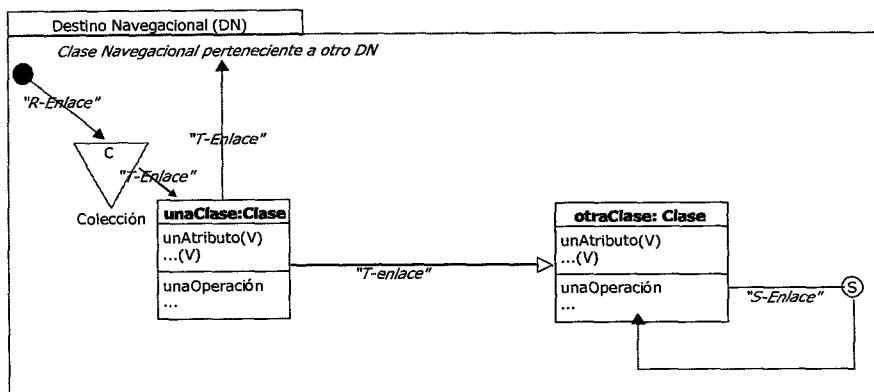 Destino Navegacional (DN)
Clase Navegacional perteneciente a otro DN
"R-Enlace"
C
"T-Enlace"
"T-Enlace"
Colección
unaClase:Clase
unAtributo(V)
...(V)
unaOperación
...
"T-enlace"
otraClase: Clase
unAtributo(V)
...(V)
unaOperación
...
"S-Enlace"
S